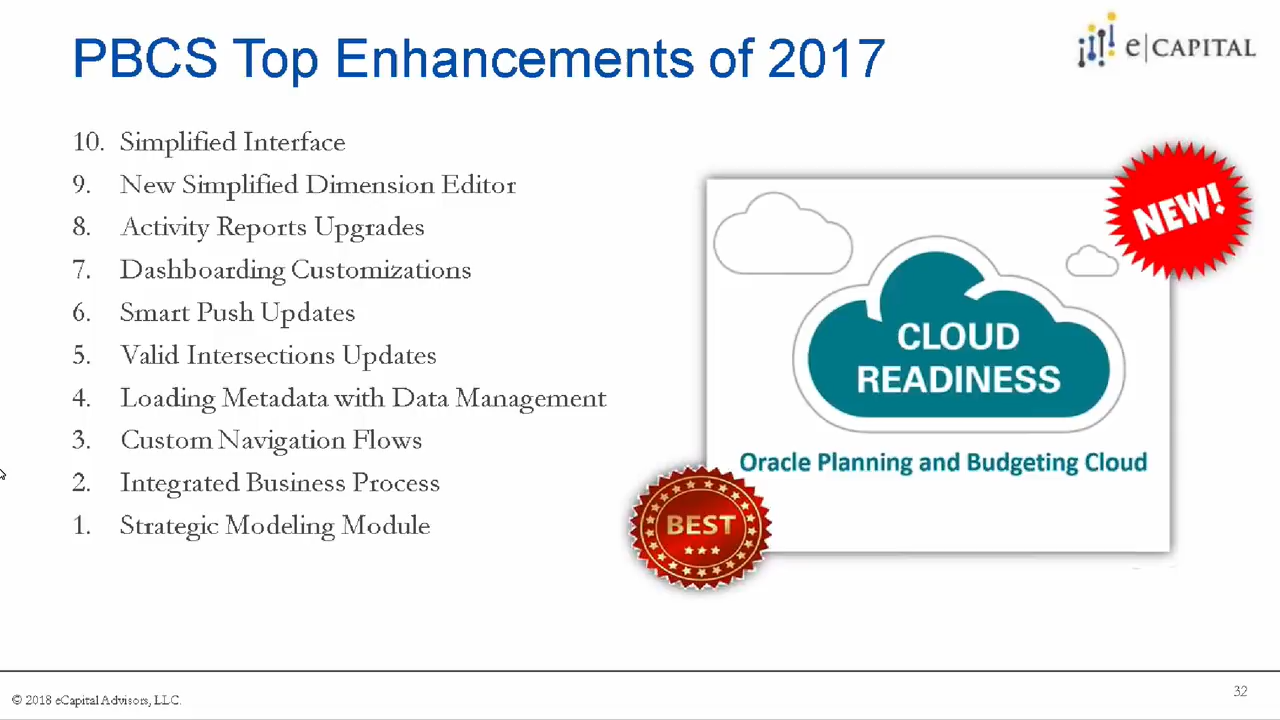 PBCS Top Enhancements of 2017
e|CAPITAL
10. Simplified Interface
9. New Simplified Dimension Editor
8. Activity Reports Upgrades
7. Dashboarding Customizations
6. Smart Push Updates
5. Valid Intersections Updates
4. Loading Metadata with Data Management
3. Custom Navigation Flows
2. Integrated Business Process
1. Strategic Modeling Module
NEW!
CLOUD
READINESS
Oracle Planning and Budgeting Cloud
BEST
© 2018 eCapital Advisors, LLC.
32